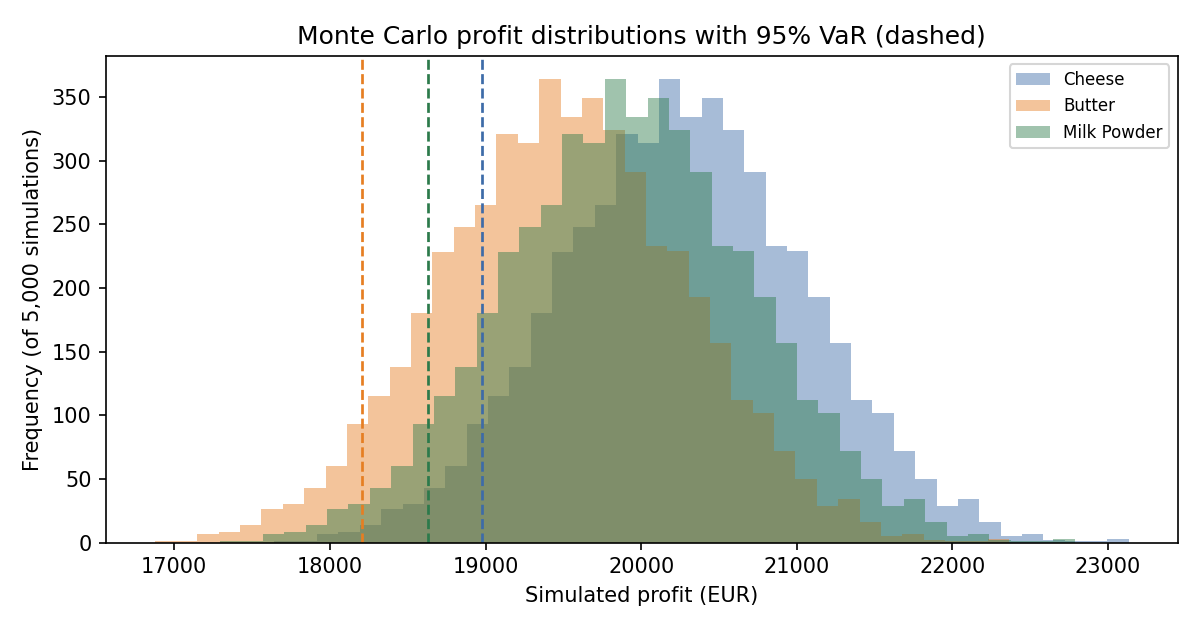 Monte Carlo profit distributions with 95% VaR (dashed)
Frequency (of 5,000 simulations)
350
300
250
200
150
100
50
0
Cheese
Butter
Milk Powder
17000 18000 19000 20000 21000 22000 23000
Simulated profit (EUR)